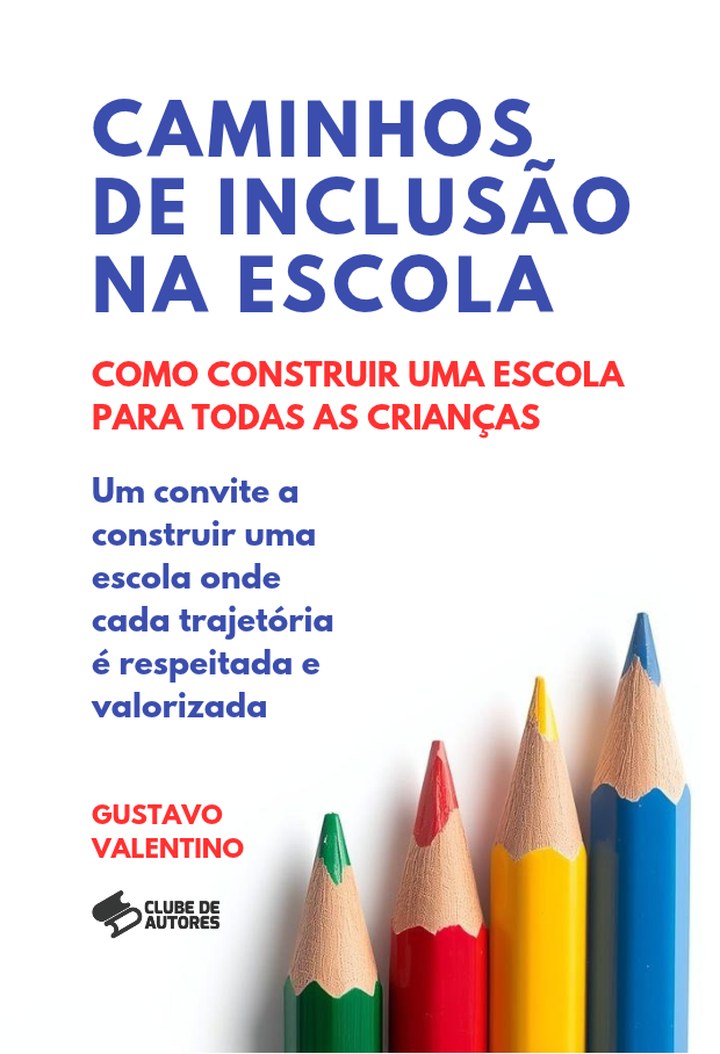 CAMINHOS
DE INCLUSÃO
NA ESCOLA
COMO CONSTRUIR UMA ESCOLA
PARA TODAS AS CRIANÇAS
Um convite a
construir uma
escola onde
cada trajetória
é respeitada e
valorizada
GUSTAVO
VALENTINO
CLUBE DE
AUTORES